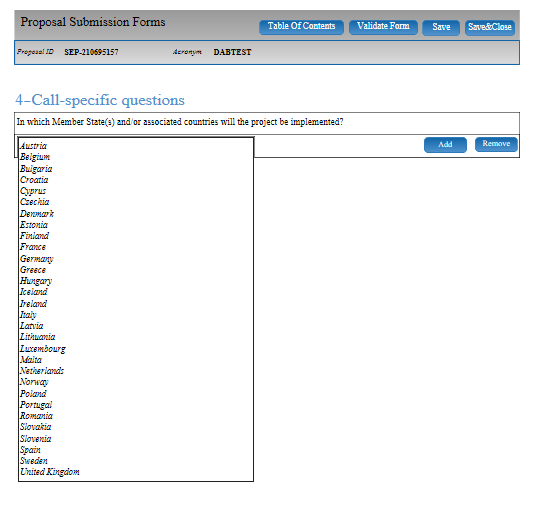 Proposal Submission Forms
Table Of Contents Validate Form Save Save&Close
Proposal ID SEP-210695157 Acronym DABTEST
4-Call-specific questions
In which Member State(s) and/or associated countries will the project be implemented?
Add Remove
Austria
Belgium
Bulgaria
Croatia
Cyprus
Czechia
Denmark
Estonia
Finland
France
Germany
Greece
Hungary
Iceland
Ireland
Italy
Latvia
Lithuania
Luxembourg
Malta
Netherlands
Norway
Poland
Portugal
Romania
Slovakia
Slovenia
Spain
Sweden
United Kingdom